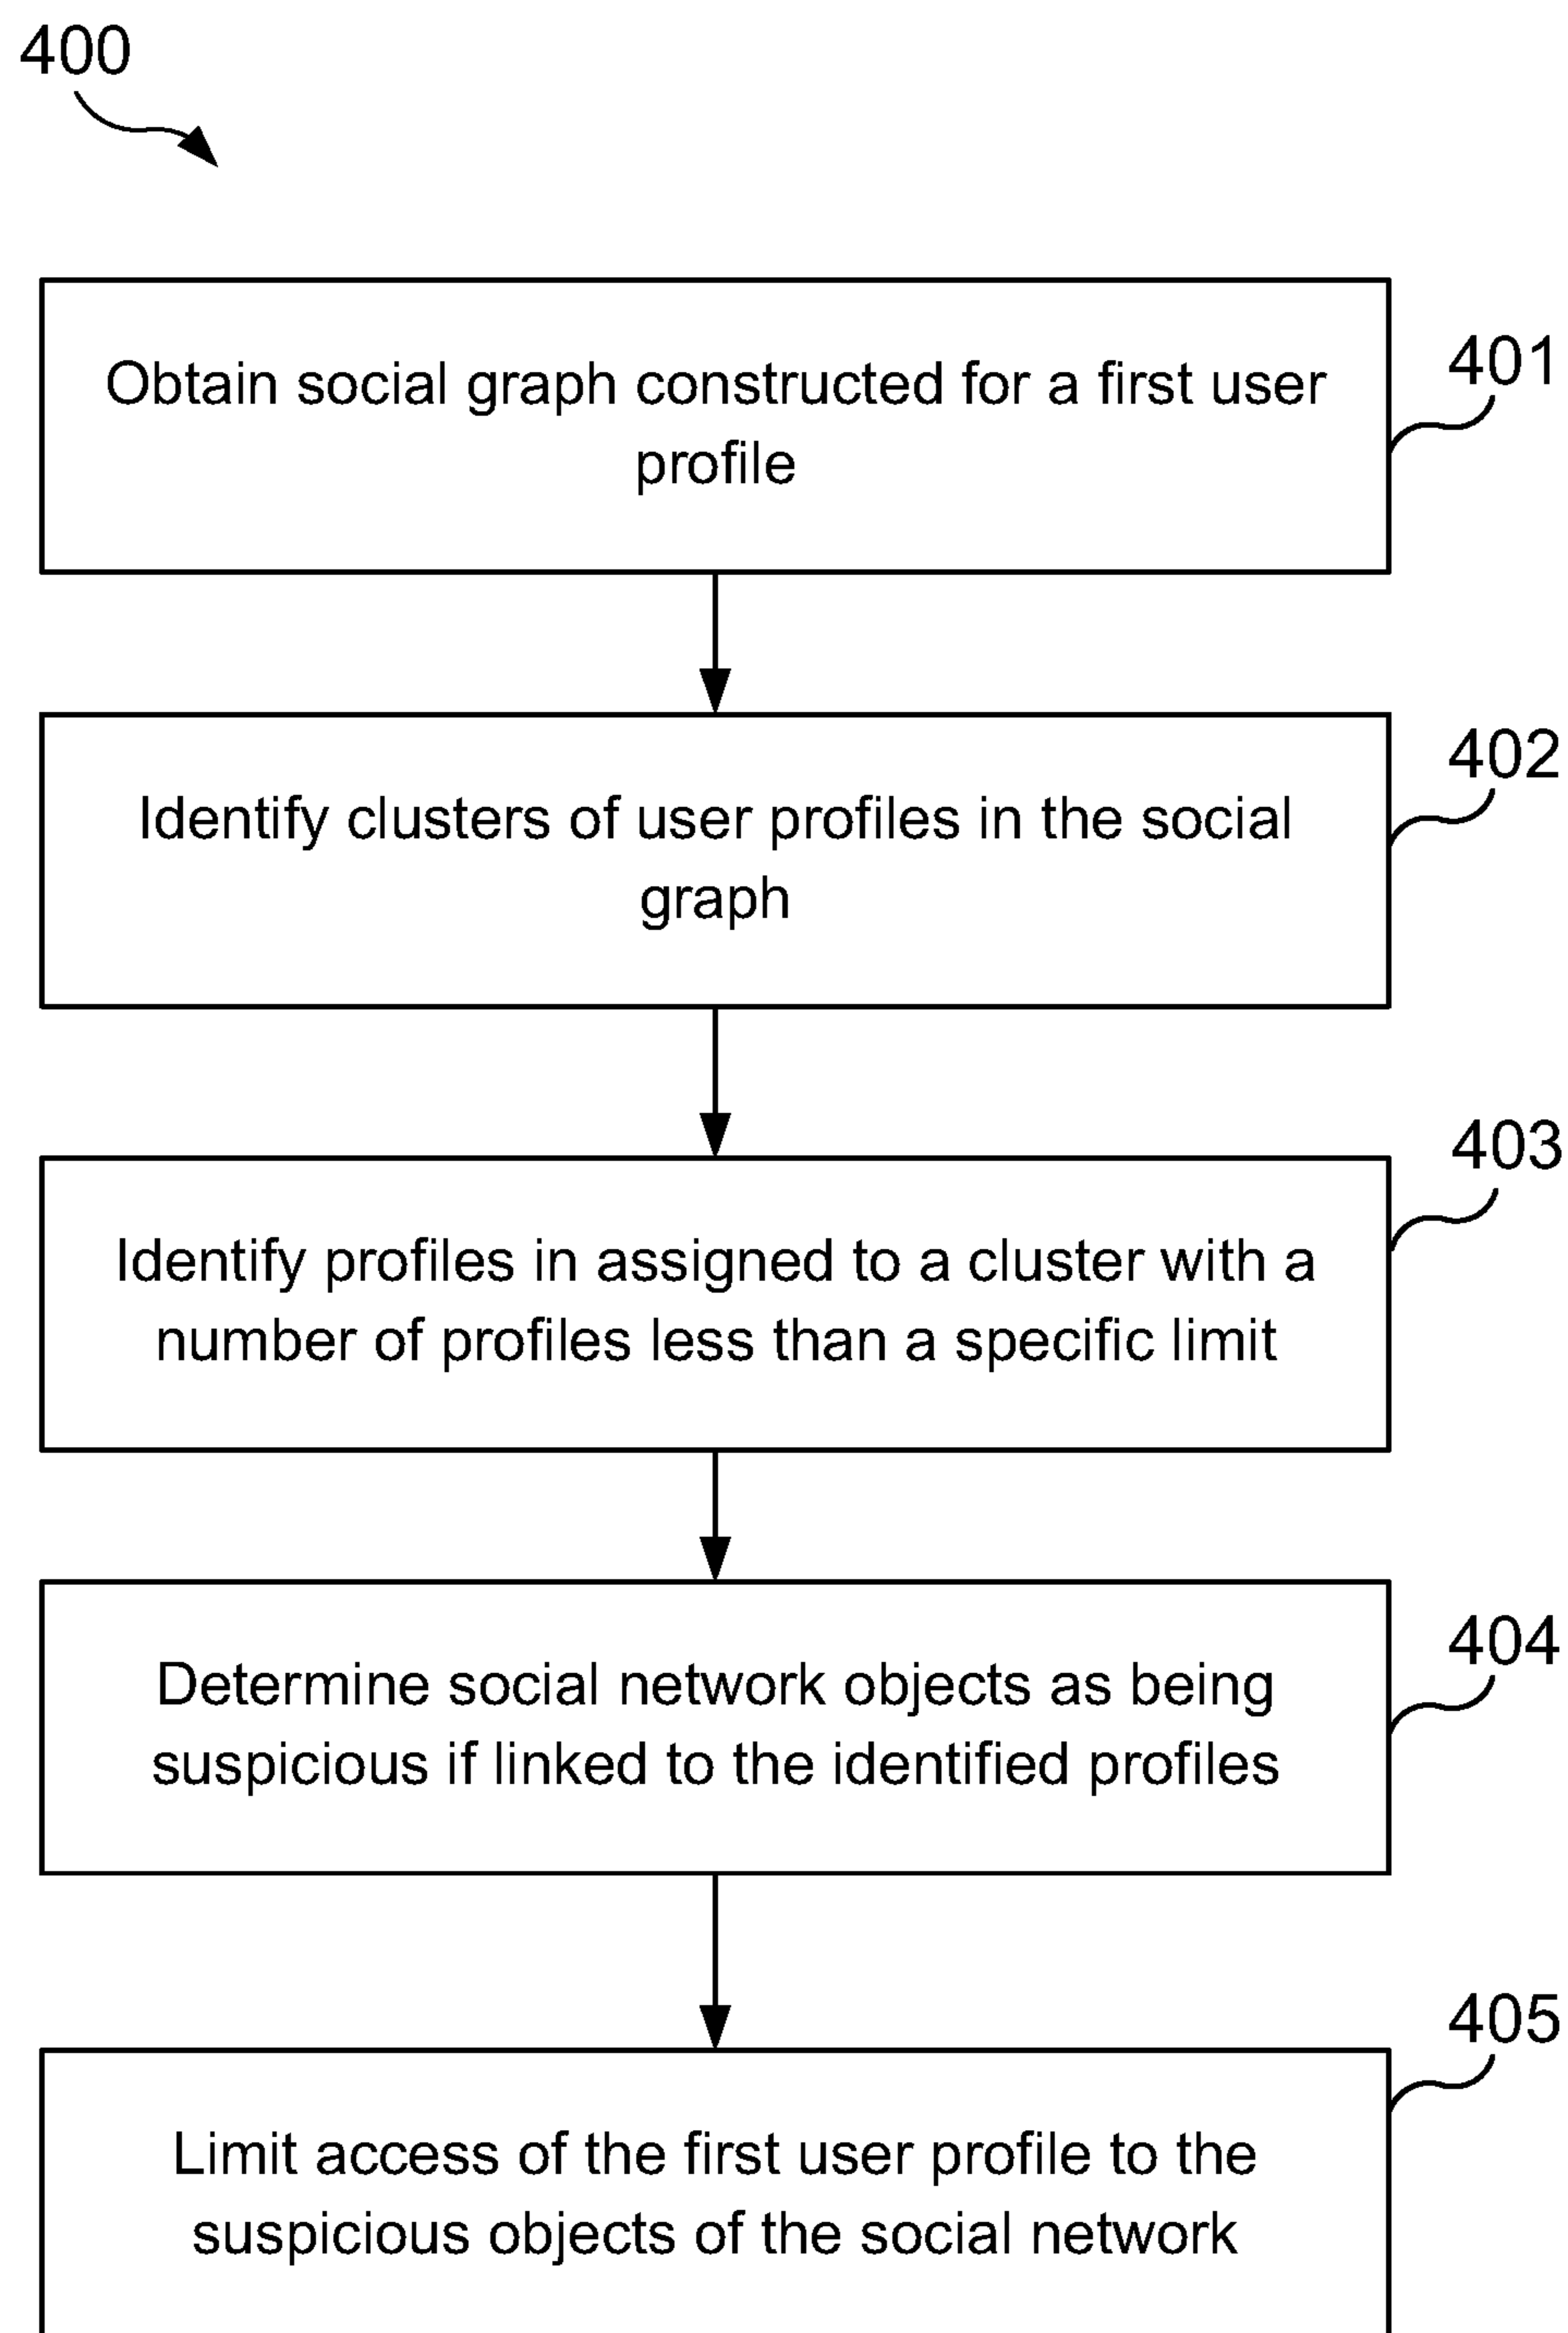 400
Obtain social graph constructed for a first user
profile
401
Identify clusters of user profiles in the social
graph
402
Identify profiles in assigned to a cluster with a
number of profiles less than a specific limit
403
Determine social network objects as being
suspicious if linked to the identified profiles
404
Limit access of the first user profile to the
suspicious objects of the social network
405